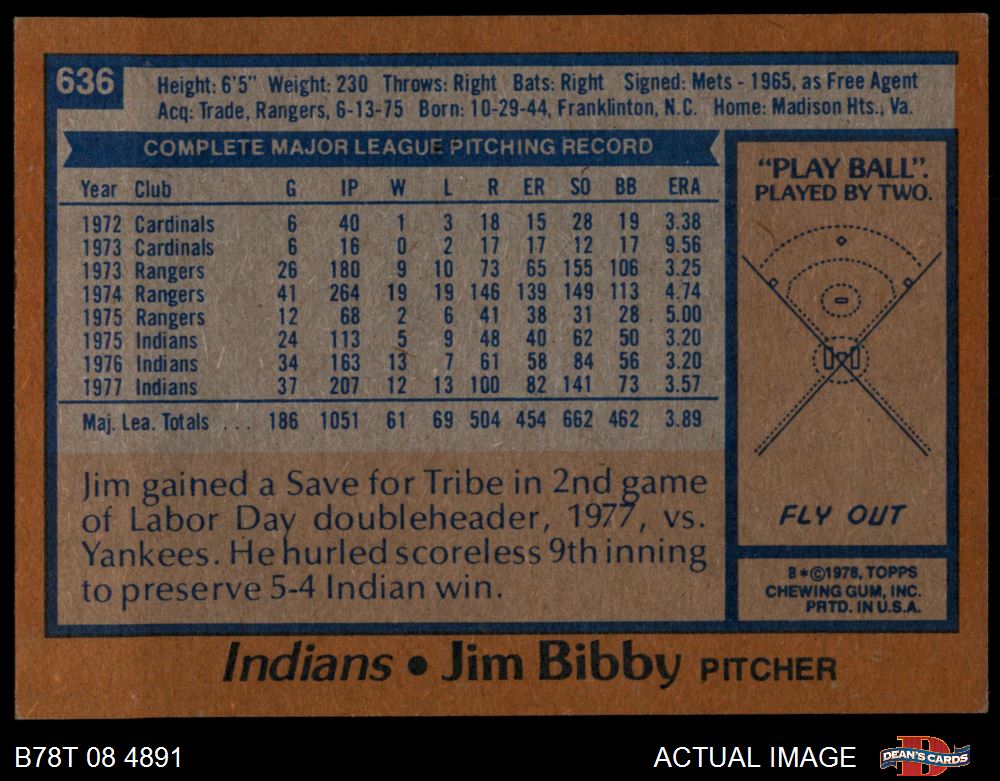 636
Height: 6'5" Weight: 230 Throws: Right Bats: Right Signed: Mets - 1965, as Free Agent
Acq: Trade, Rangers, 6-13-75 Born: 10-29-44, Franklinton, N.C. Home: Madison Hts., Va.
COMPLETE MAJOR LEAGUE PITCHING RECORD
Year Club G IP W L R ER SO BB ERA
1972 Cardinals 6 40 1 3 18 15 28 19 3.38
1973 Cardinals 6 16 0 2 17 17 12 17 9.56
1973 Rangers 26 180 9 10 73 65 155 106 3.25
1974 Rangers 41 264 19 19 146 139 149 113 4.74
1975 Rangers 12 68 2 6 41 38 31 28 5.00
1975 Indians 24 113 5 9 48 40 62 50 3.20
1976 Indians 34 163 13 7 61 58 84 56 3.20
1977 Indians 37 207 12 13 100 82 141 73 3.57
Maj. Lea. Totals ... 186 1051 61 69 504 454 662 462 3.89
Jim gained a Save for Tribe in 2nd game
of Labor Day doubleheader, 1977, vs.
Yankees. He hurled scoreless 9th inning
to preserve 5-4 Indian win.
"PLAY BALL".
PLAYED BY TWO.
FLY OUT
B*©1978, TOPPS
CHEWING GUM, INC.
PRTD. IN U.S.A.
Indians • Jim Bibby PITCHER
B78T 08 4891
ACTUAL IMAGE
DEAN'S CARDS